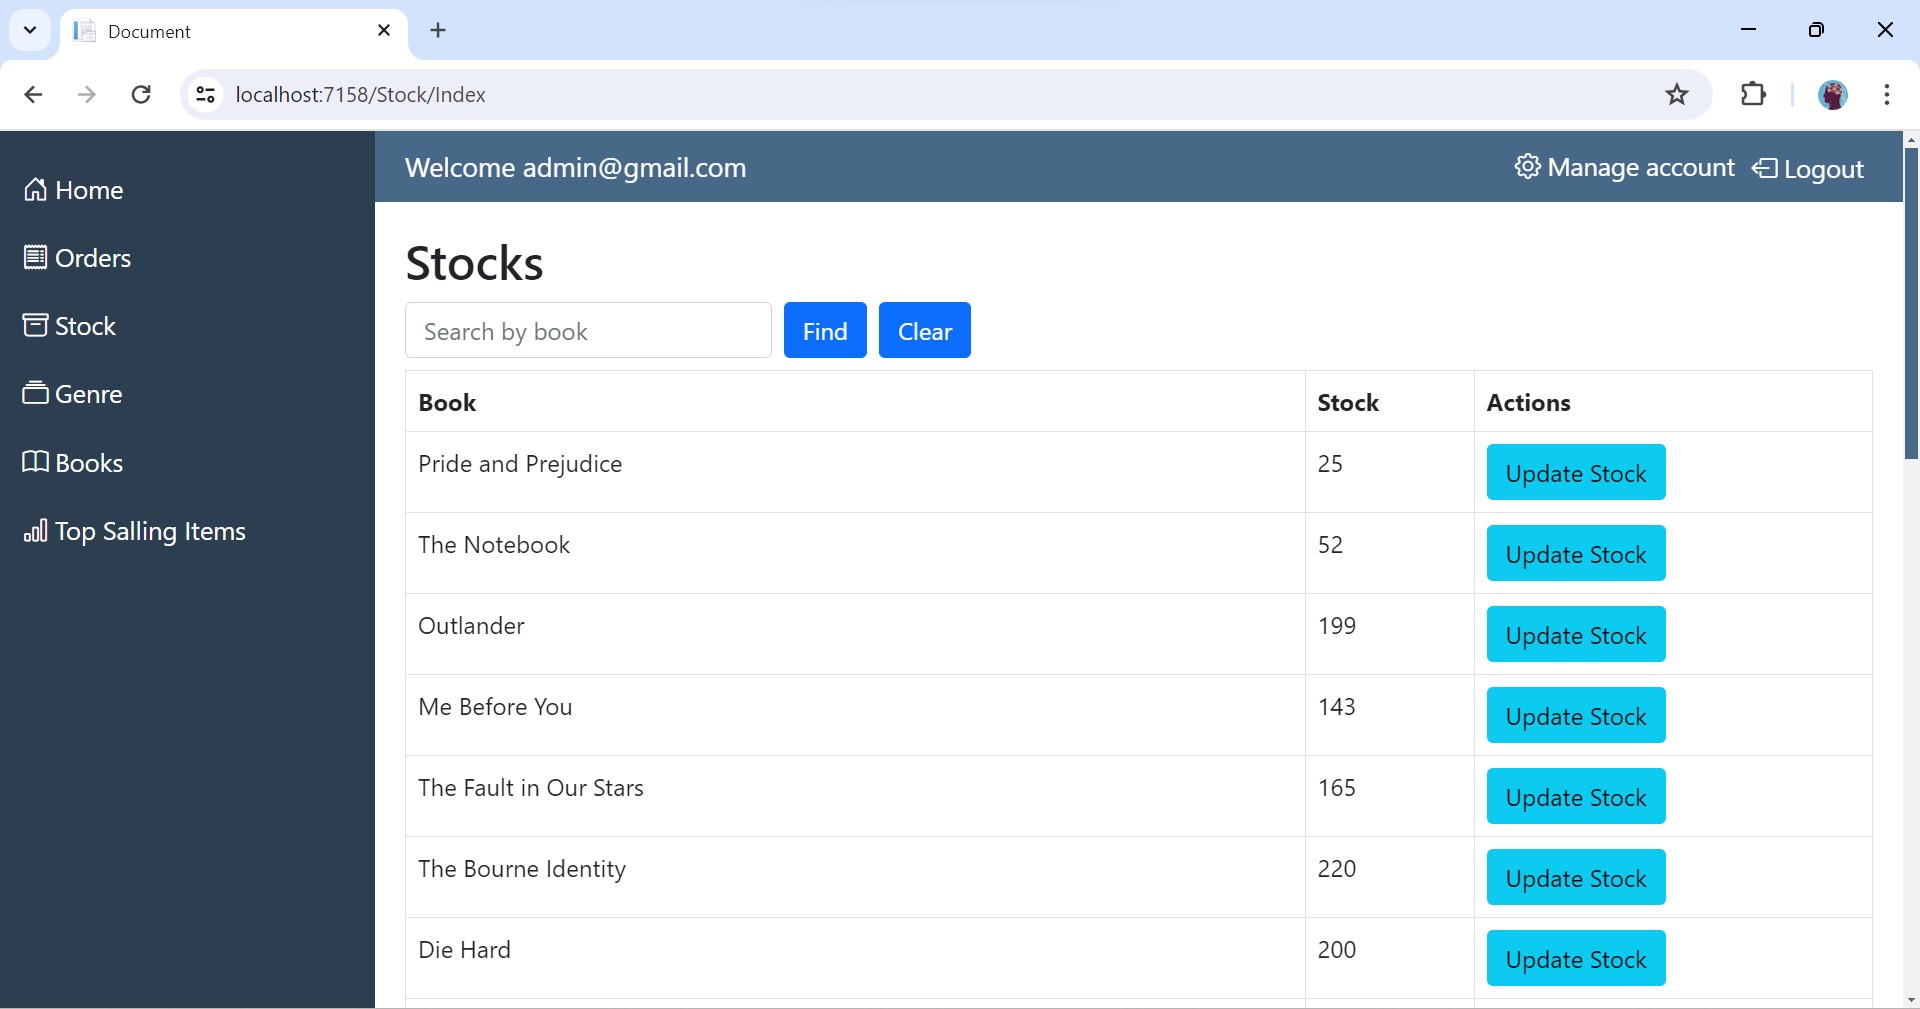 Document
localhost:7158/Stock/Index
Welcome admin@gmail.com
Manage account
Logout
Home
Orders
Stock
Genre
Books
Top Selling Items
Stocks
Search by book
Find
Clear
Book Stock Actions
Pride and Prejudice 25 Update Stock
The Notebook 52 Update Stock
Outlander 199 Update Stock
Me Before You 143 Update Stock
The Fault in Our Stars 165 Update Stock
The Bourne Identity 220 Update Stock
Die Hard 200 Update Stock